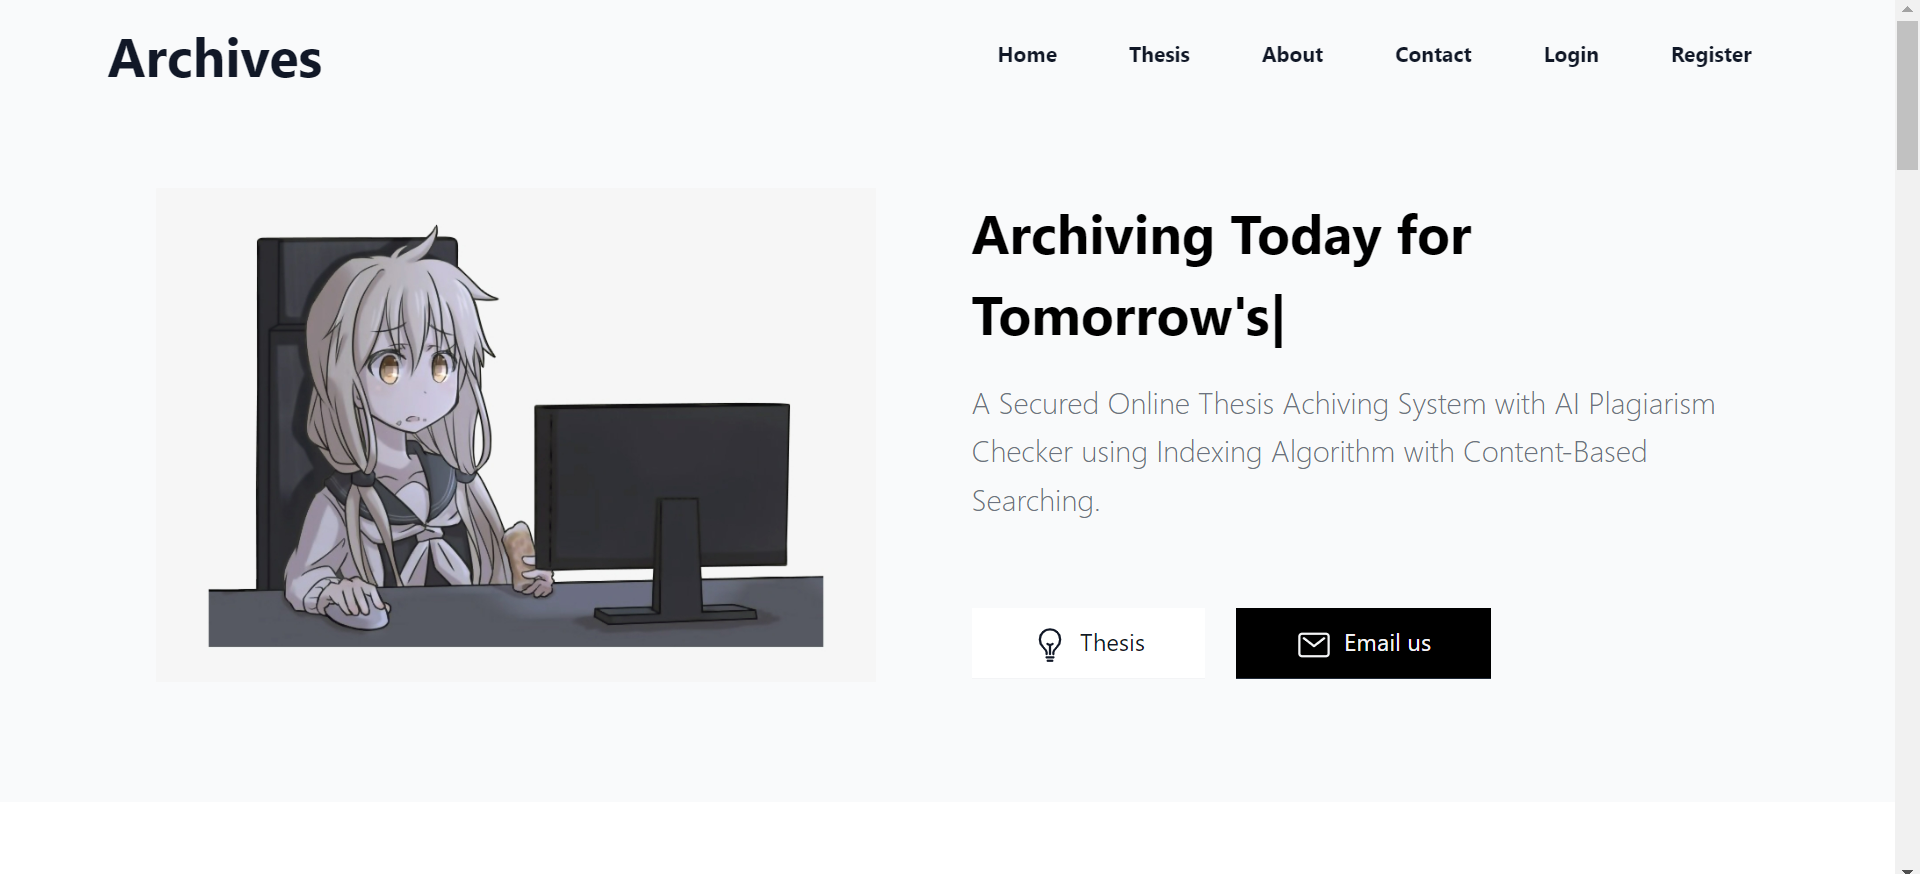 Archives
Home Thesis About Contact Login Register
Archiving Today for
Tomorrow's|
A Secured Online Thesis Achiving System with AI Plagiarism
Checker using Indexing Algorithm with Content-Based
Searching.
Thesis
Email us